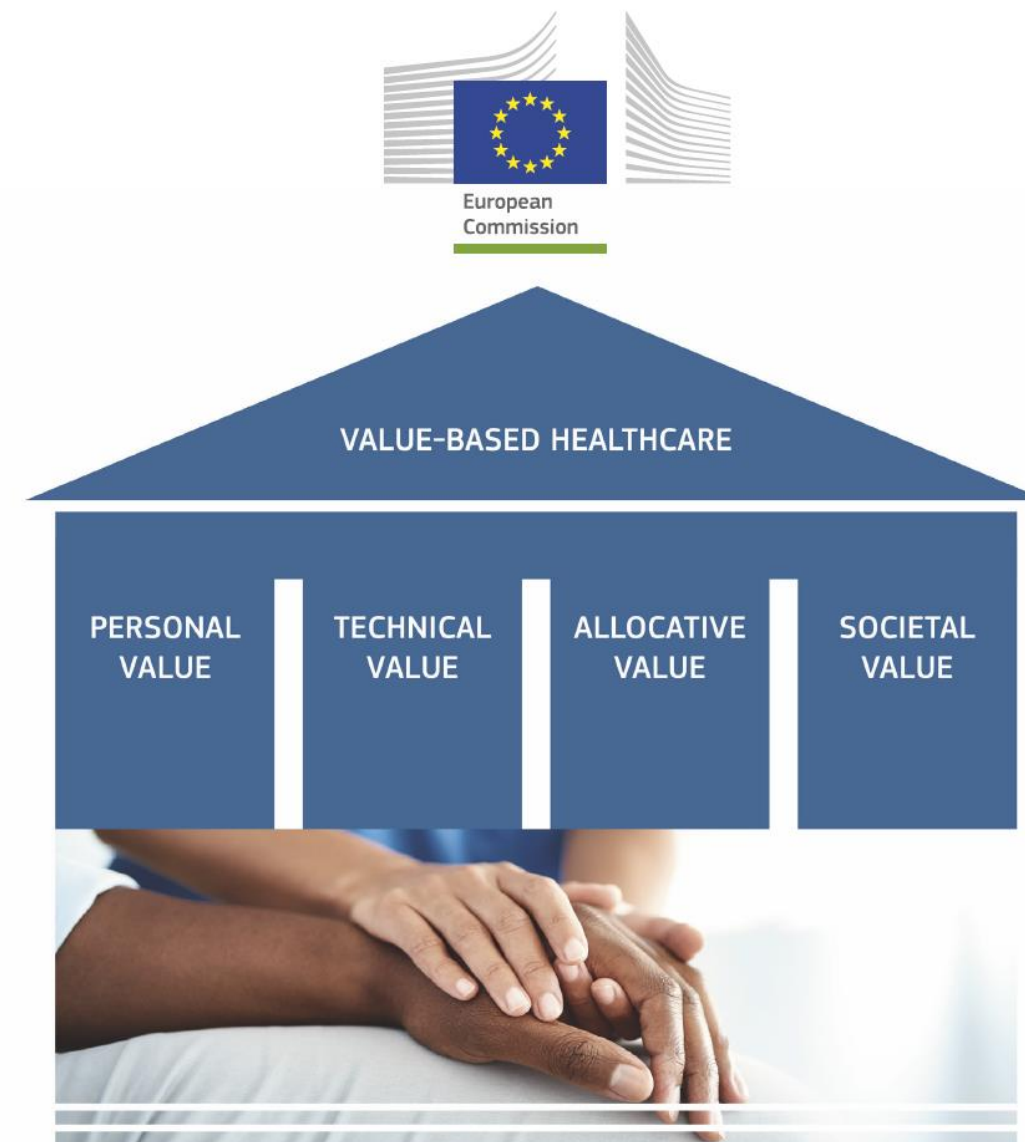 European
Commission
VALUE-BASED HEALTHCARE
PERSONAL
VALUE
TECHNICAL
VALUE
ALLOCATIVE
VALUE
SOCIETAL
VALUE